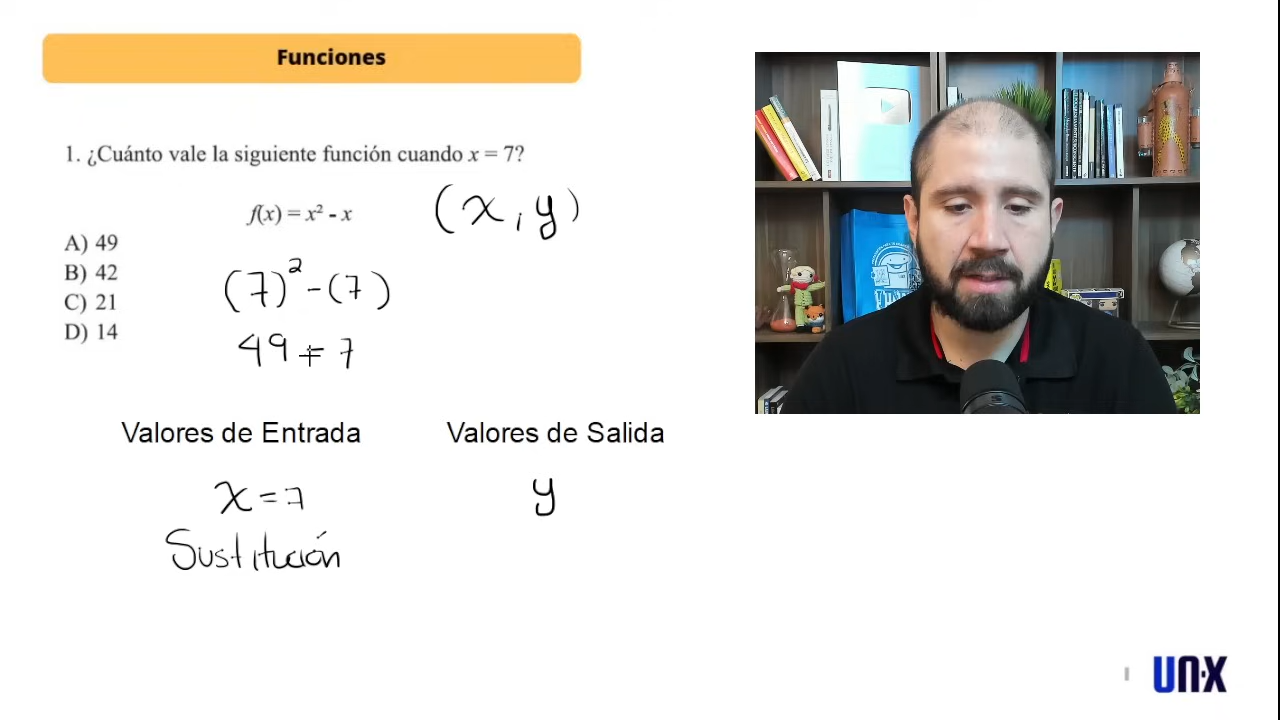 Funciones
1. ¿Cuánto vale la siguiente función cuando x = 7?
f(x) = x² - x
(x, y)
A) 49
B) 42
C) 21
D) 14
(7)² - (7)
49 + 7
Valores de Entrada
Valores de Salida
x = 7
y
Sustitución
UNX